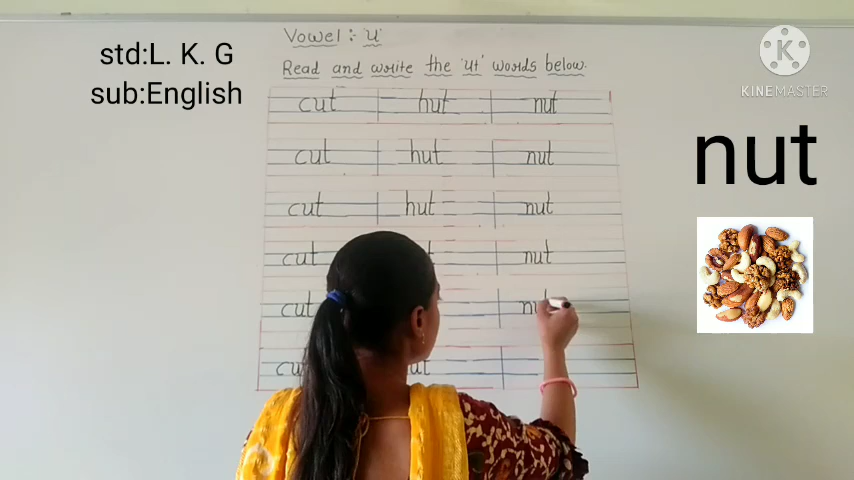 std:L. K. G
sub:English
Vowel :- u
Read and write the 'ut' words below.
cut hut nut
cut hut nut
cut hut nut
cut nut
cut nut
KINEMASTER
nut